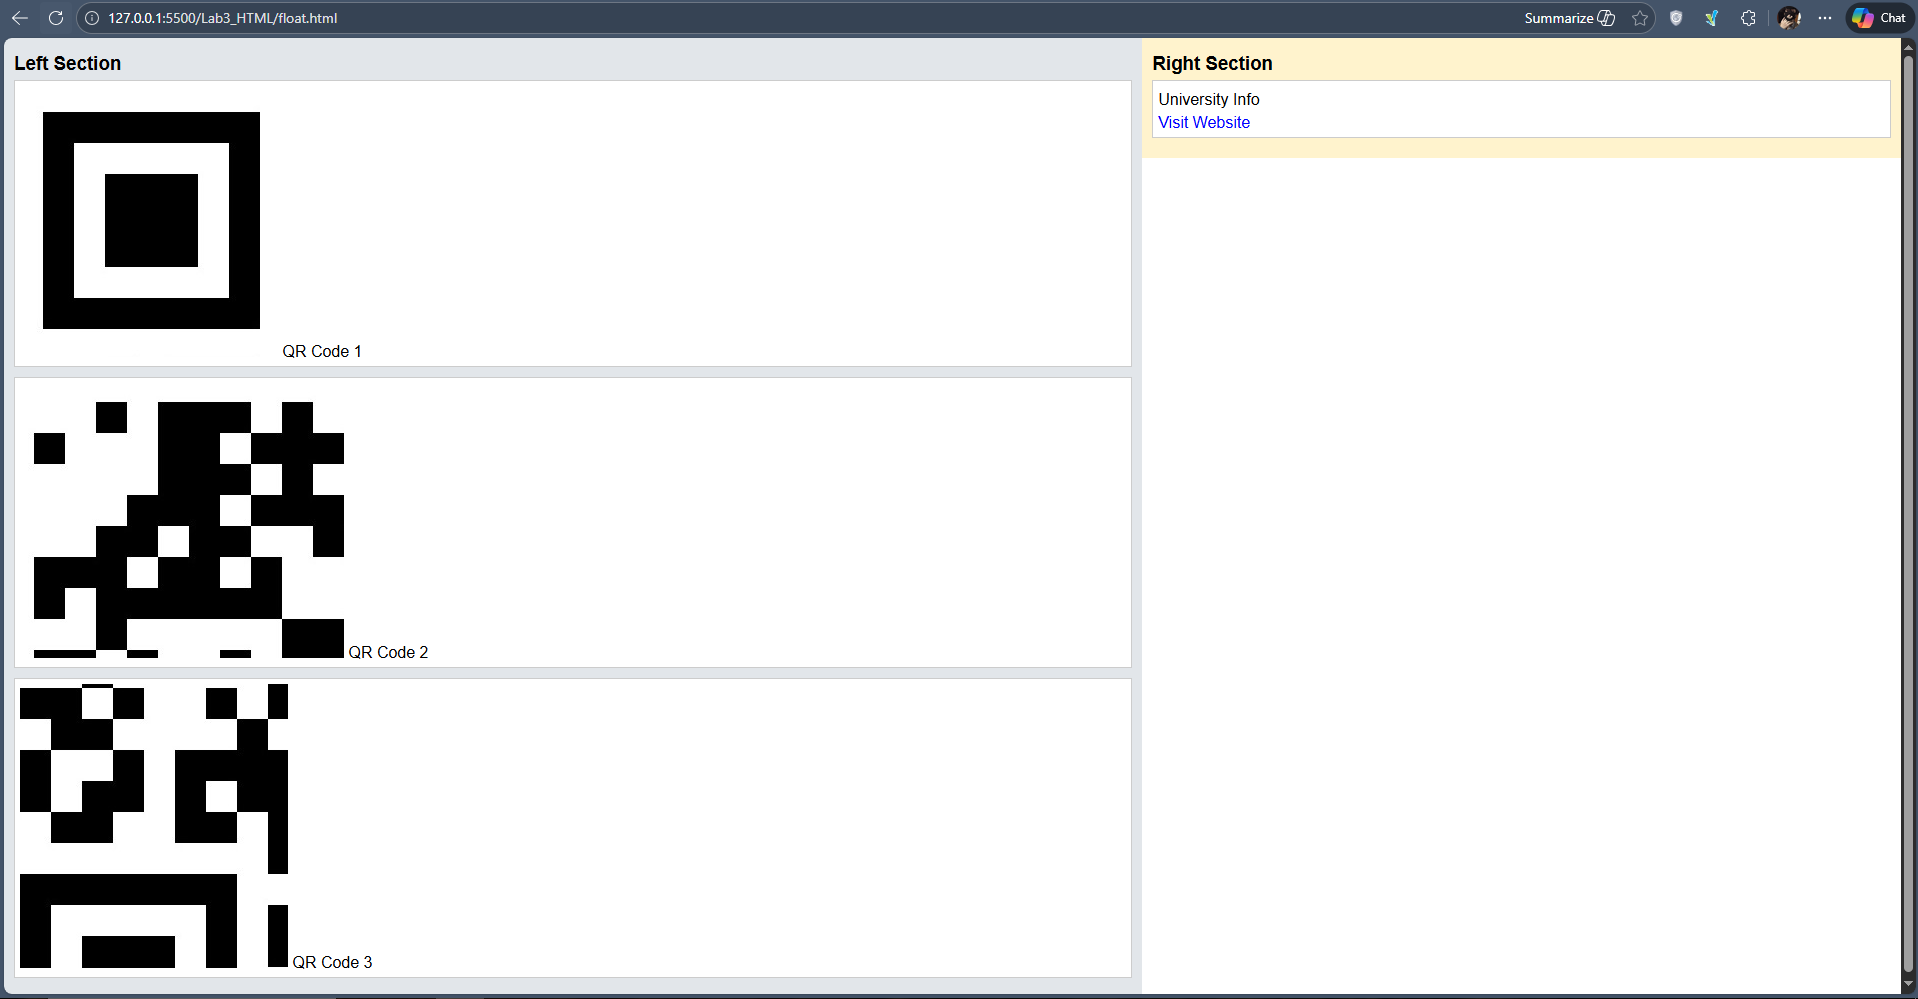 127.0.0.1:5500/Lab3_HTML/float.html
Summarize
Chat
Left Section
QR Code 1
QR Code 2
QR Code 3
Right Section
University Info
Visit Website